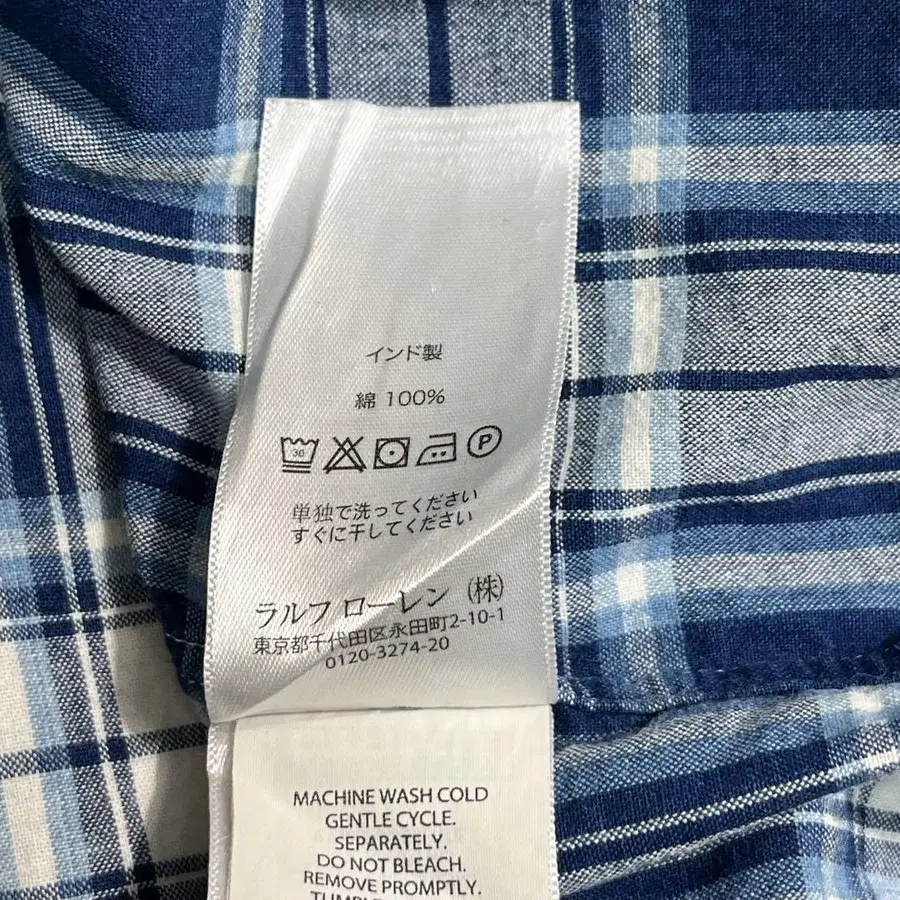 インド製
綿 100%
30
P
単独で洗ってください
すぐに干してください
ラルフ ローレン (株)
東京都千代田区永田町2-10-1
0120-3274-20
MACHINE WASH COLD
GENTLE CYCLE.
SEPARATELY.
DO NOT BLEACH.
REMOVE PROMPTLY.